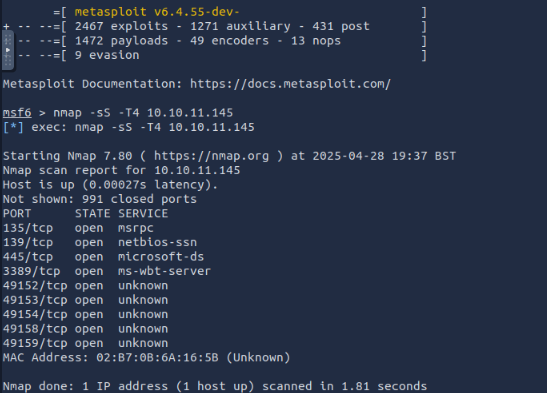 =[ metasploit v6.4.55-dev- ]
+ -- --=[ 2467 exploits - 1271 auxiliary - 431 post ]
-- --=[ 1472 payloads - 49 encoders - 13 nops ]
-- --=[ 9 evasion ]
Metasploit Documentation: https://docs.metasploit.com/
msf6 > nmap -sS -T4 10.10.11.145
[*] exec: nmap -sS -T4 10.10.11.145
Starting Nmap 7.80 ( https://nmap.org ) at 2025-04-28 19:37 BST
Nmap scan report for 10.10.11.145
Host is up (0.00027s latency).
Not shown: 991 closed ports
PORT STATE SERVICE
135/tcp open msrpc
139/tcp open netbios-ssn
445/tcp open microsoft-ds
3389/tcp open ms-wbt-server
49152/tcp open unknown
49153/tcp open unknown
49154/tcp open unknown
49158/tcp open unknown
49159/tcp open unknown
MAC Address: 02:B7:0B:6A:16:5B (Unknown)
Nmap done: 1 IP address (1 host up) scanned in 1.81 seconds